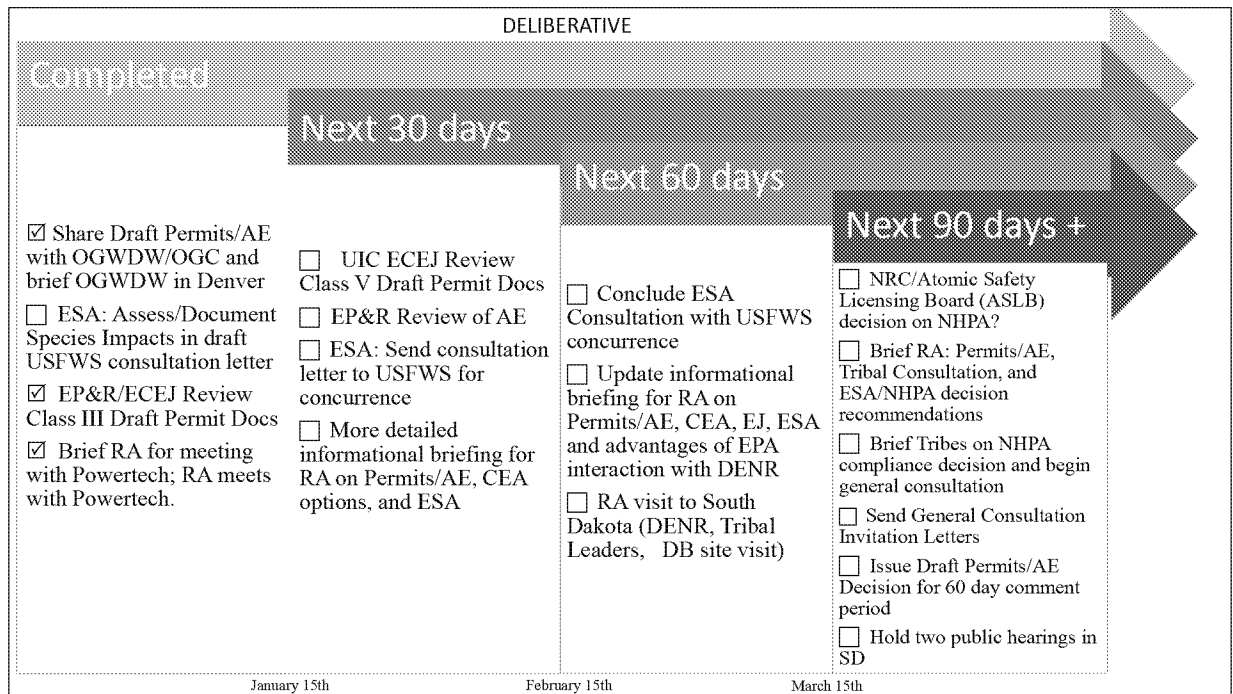 DELIBERATIVE
Completed
Next 30 days
Next 60 days
Next 90 days +
☑ Share Draft Permits/AE
with OGWDW/OGC and
brief OGWDW in Denver
☐ ESA: Assess/Document
Species Impacts in draft
USFWS consultation letter
☑ EP&R/ECEJ Review
Class III Draft Permit Docs
☑ Brief RA for meeting
with Powertech; RA meets
with Powertech.
☐ UIC ECEJ Review
Class V Draft Permit Docs
☐ EP&R Review of AE
☐ ESA: Send consultation
letter to USFWS for
concurrence
☐ More detailed
informational briefing for
RA on Permits/AE, CEA
options, and ESA
☐ Conclude ESA
Consultation with USFWS
concurrence
☐ Update informational
briefing for RA on
Permits/AE, CEA, EJ, ESA
and advantages of EPA
interaction with DENR
☐ RA visit to South
Dakota (DENR, Tribal
Leaders, DB site visit)
☐ NRC/Atomic Safety
Licensing Board (ASLB)
decision on NHPA?
☐ Brief RA: Permits/AE,
Tribal Consultation, and
ESA/NHPA decision
recommendations
☐ Brief Tribes on NHPA
compliance decision and begin
general consultation
☐ Send General Consultation
Invitation Letters
☐ Issue Draft Permits/AE
Decision for 60 day comment
period
☐ Hold two public hearings in
SD
January 15th
February 15th
March 15th